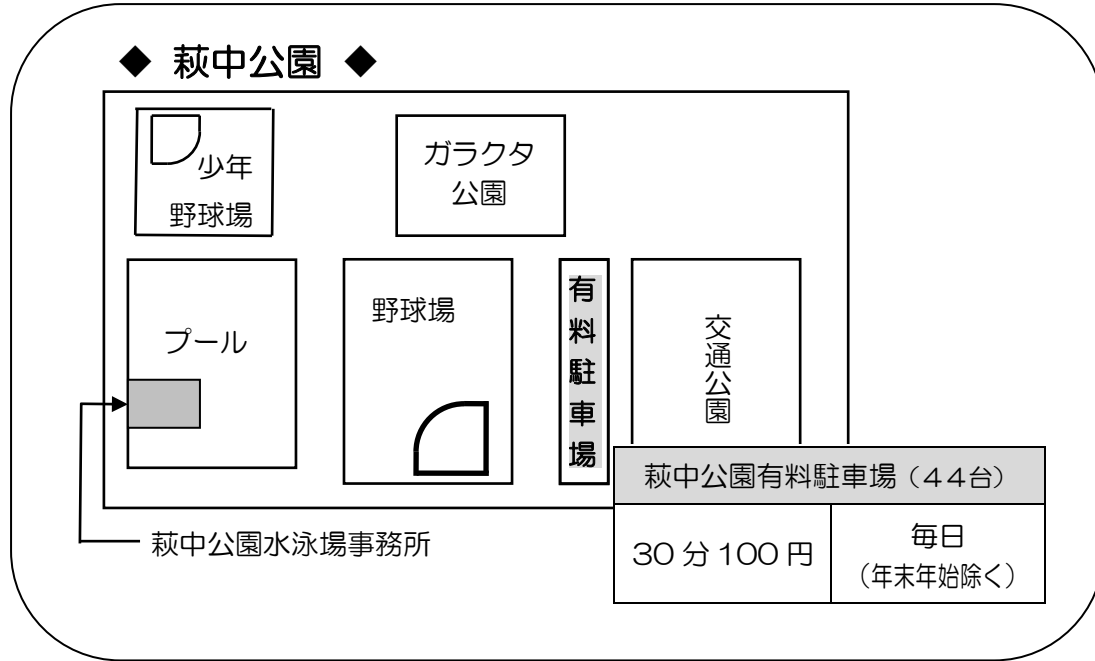 ◆ 萩中公園 ◆
少年
野球場
ガラクタ
公園
プール
野球場
有料駐車場
交通公園
萩中公園水泳場事務所
萩中公園有料駐車場（４４台）
30分100円
毎日
（年末年始除く）